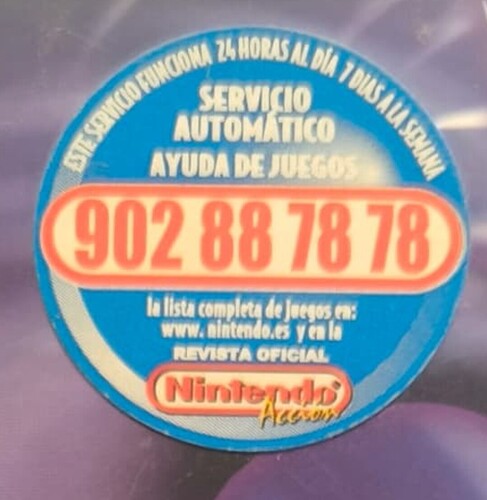 ESTE SERVICIO FUNCIONA 24 HORAS AL DÍA 7 DIAS A LA SEMANA
SERVICIO
AUTOMÁTICO
AYUDA DE JUEGOS
902 88 78 78
la lista completa de juegos en:
www.nintendo.es y en la
REVISTA OFICIAL
Nintendo®
Acción